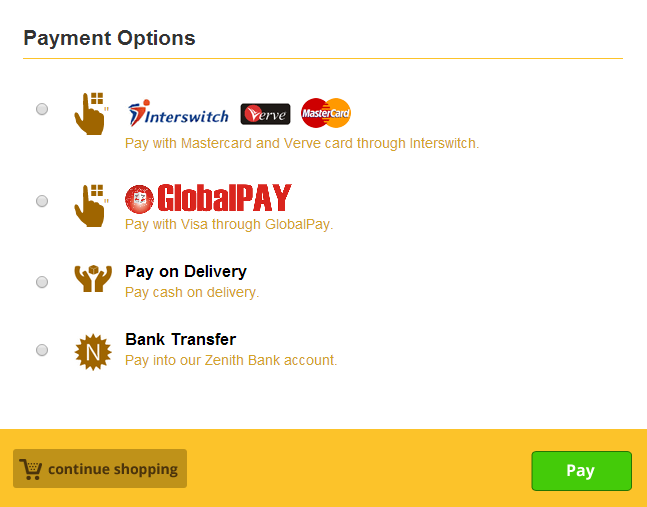 Payment Options
Interswitch Verve MasterCard
Pay with Mastercard and Verve card through Interswitch.
GlobalPAY
Pay with Visa through GlobalPay.
Pay on Delivery
Pay cash on delivery.
Bank Transfer
N
Pay into our Zenith Bank account.
continue shopping
Pay